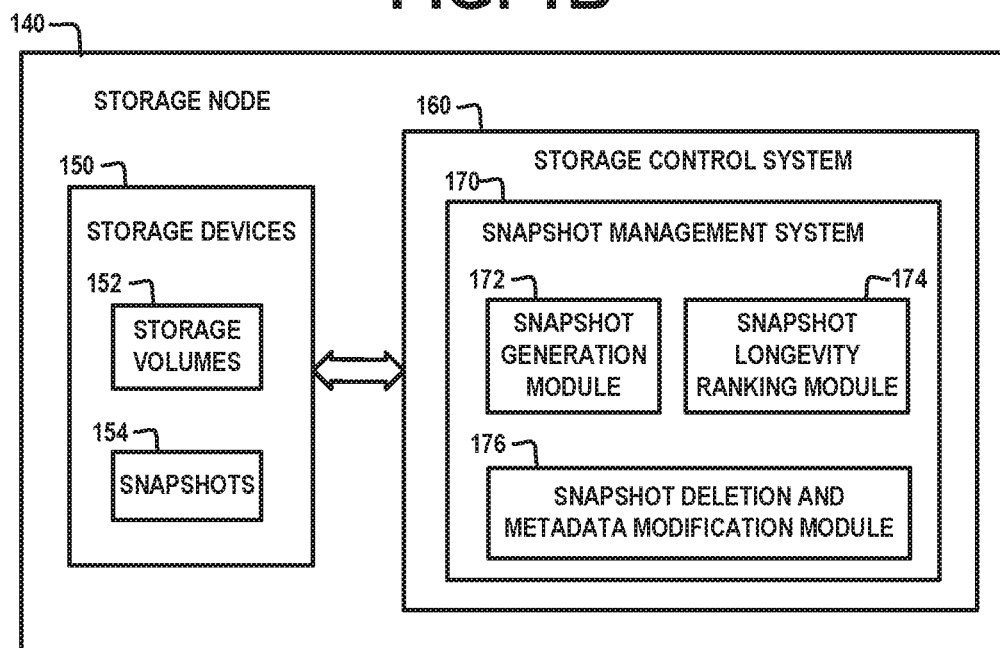 140
STORAGE NODE
150
STORAGE DEVICES
152
STORAGE
VOLUMES
154
SNAPSHOTS
160
STORAGE CONTROL SYSTEM
170
SNAPSHOT MANAGEMENT SYSTEM
172
SNAPSHOT
GENERATION
MODULE
174
SNAPSHOT
LONGEVITY
RANKING MODULE
176
SNAPSHOT DELETION AND
METADATA MODIFICATION MODULE